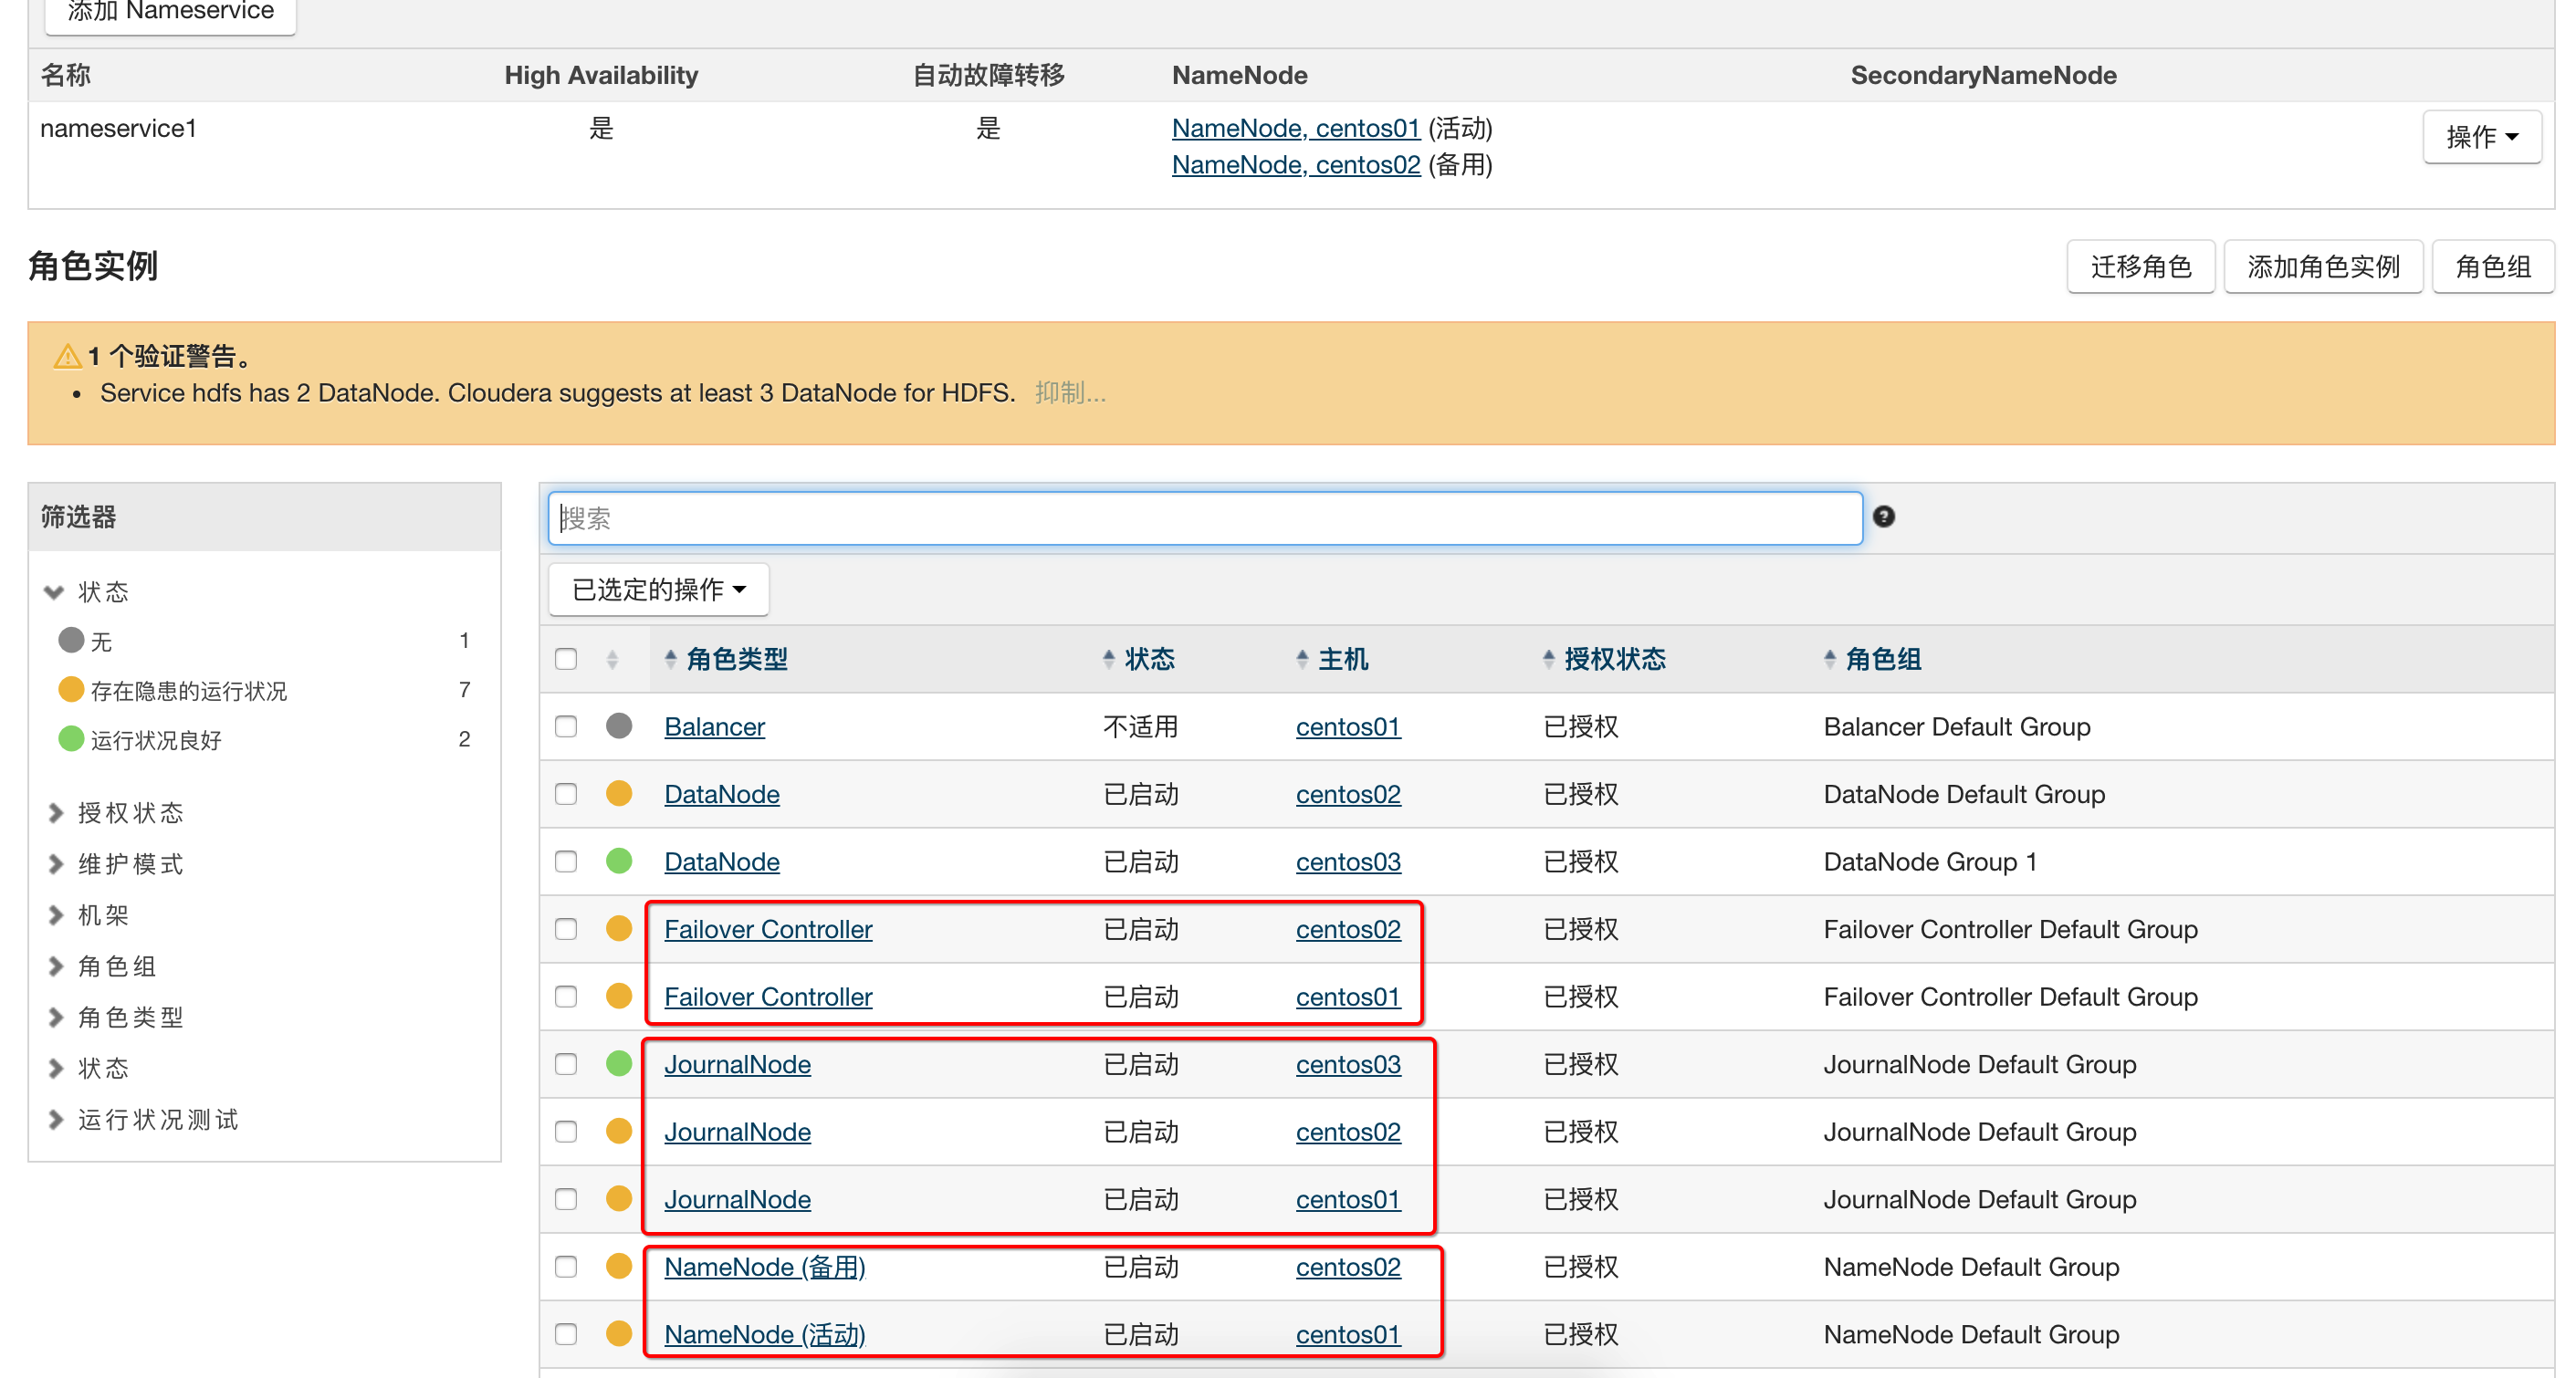 添加 Nameservice
名称 High Availability 自动故障转移 NameNode SecondaryNameNode
nameservice1 是 是 NameNode, centos01 (活动) 操作
NameNode, centos02 (备用)
角色实例 迁移角色 添加角色实例 角色组
1 个验证警告。
• Service hdfs has 2 DataNode. Cloudera suggests at least 3 DataNode for HDFS. 抑制...
筛选器
状态
无 1
存在隐患的运行状况 7
运行状况良好 2
授权状态
维护模式
机架
角色组
角色类型
状态
运行状况测试
搜索 ?
已选定的操作
角色类型 状态 主机 授权状态 角色组
Balancer 不适用 centos01 已授权 Balancer Default Group
DataNode 已启动 centos02 已授权 DataNode Default Group
DataNode 已启动 centos03 已授权 DataNode Group 1
Failover Controller 已启动 centos02 已授权 Failover Controller Default Group
Failover Controller 已启动 centos01 已授权 Failover Controller Default Group
JournalNode 已启动 centos03 已授权 JournalNode Default Group
JournalNode 已启动 centos02 已授权 JournalNode Default Group
JournalNode 已启动 centos01 已授权 JournalNode Default Group
NameNode (备用) 已启动 centos02 已授权 NameNode Default Group
NameNode (活动) 已启动 centos01 已授权 NameNode Default Group